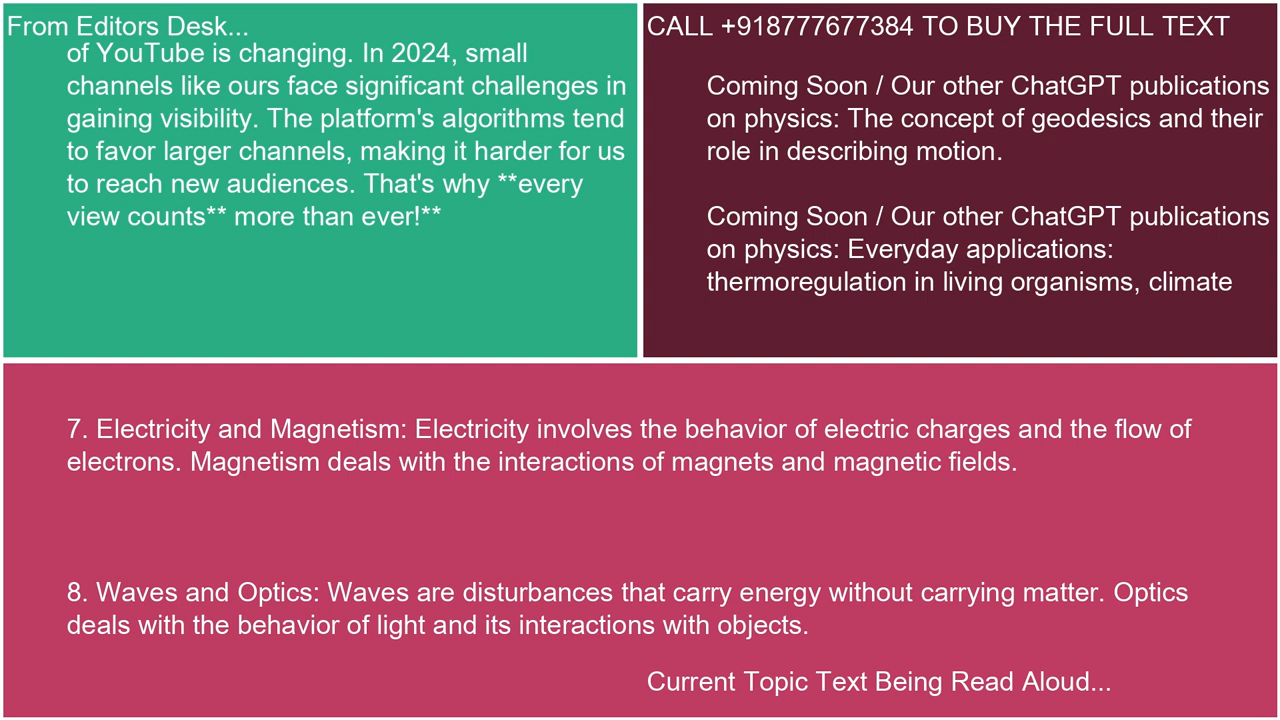 From Editors Desk...
of YouTube is changing. In 2024, small
channels like ours face significant challenges in
gaining visibility. The platform's algorithms tend
to favor larger channels, making it harder for us
to reach new audiences. That's why **every
view counts** more than ever!**
CALL +918777677384 TO BUY THE FULL TEXT
Coming Soon / Our other ChatGPT publications
on physics: The concept of geodesics and their
role in describing motion.
Coming Soon / Our other ChatGPT publications
on physics: Everyday applications:
thermoregulation in living organisms, climate
7. Electricity and Magnetism: Electricity involves the behavior of electric charges and the flow of
electrons. Magnetism deals with the interactions of magnets and magnetic fields.
8. Waves and Optics: Waves are disturbances that carry energy without carrying matter. Optics
deals with the behavior of light and its interactions with objects.
Current Topic Text Being Read Aloud...